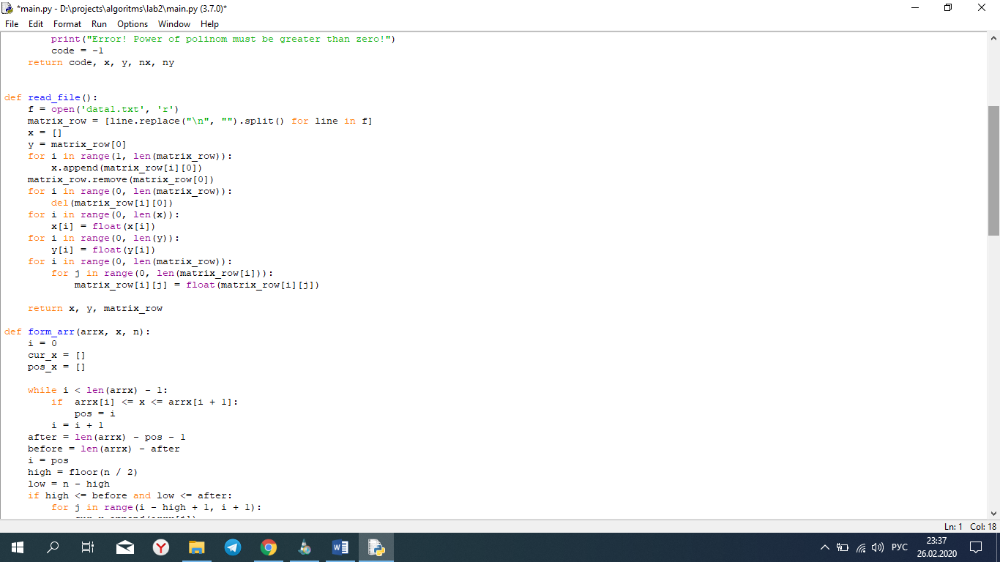 *main.py - D:\projects\algoritms\lab2\main.py (3.7.0)*
File Edit Format Run Options Window Help
        print("Error! Power of polinom must be greater than zero!")
        code = -1
    return code, x, y, nx, ny


def read_file():
    f = open('data1.txt', 'r')
    matrix_row = [line.replace("\n", "").split() for line in f]
    x = []
    y = matrix_row[0]
    for i in range(1, len(matrix_row)):
        x.append(matrix_row[i][0])
    matrix_row.remove(matrix_row[0])
    for i in range(0, len(matrix_row)):
        del(matrix_row[i][0])
    for i in range(0, len(x)):
        x[i] = float(x[i])
    for i in range(0, len(y)):
        y[i] = float(y[i])
    for i in range(0, len(matrix_row)):
        for j in range(0, len(matrix_row[i])):
            matrix_row[i][j] = float(matrix_row[i][j])

    return x, y, matrix_row

def form_arr(arrx, x, n):
    i = 0
    cur_x = []
    pos_x = []

    while i < len(arrx) - 1:
        if  arrx[i] <= x <= arrx[i + 1]:
            pos = i
        i = i + 1
    after = len(arrx) - pos - 1
    before = len(arrx) - after
    i = pos
    high = floor(n / 2)
    low = n - high
    if high <= before and low <= after:
        for j in range(i - high + 1, i + 1):
Ln: 1 Col: 18
РУС
23:37
26.02.2020